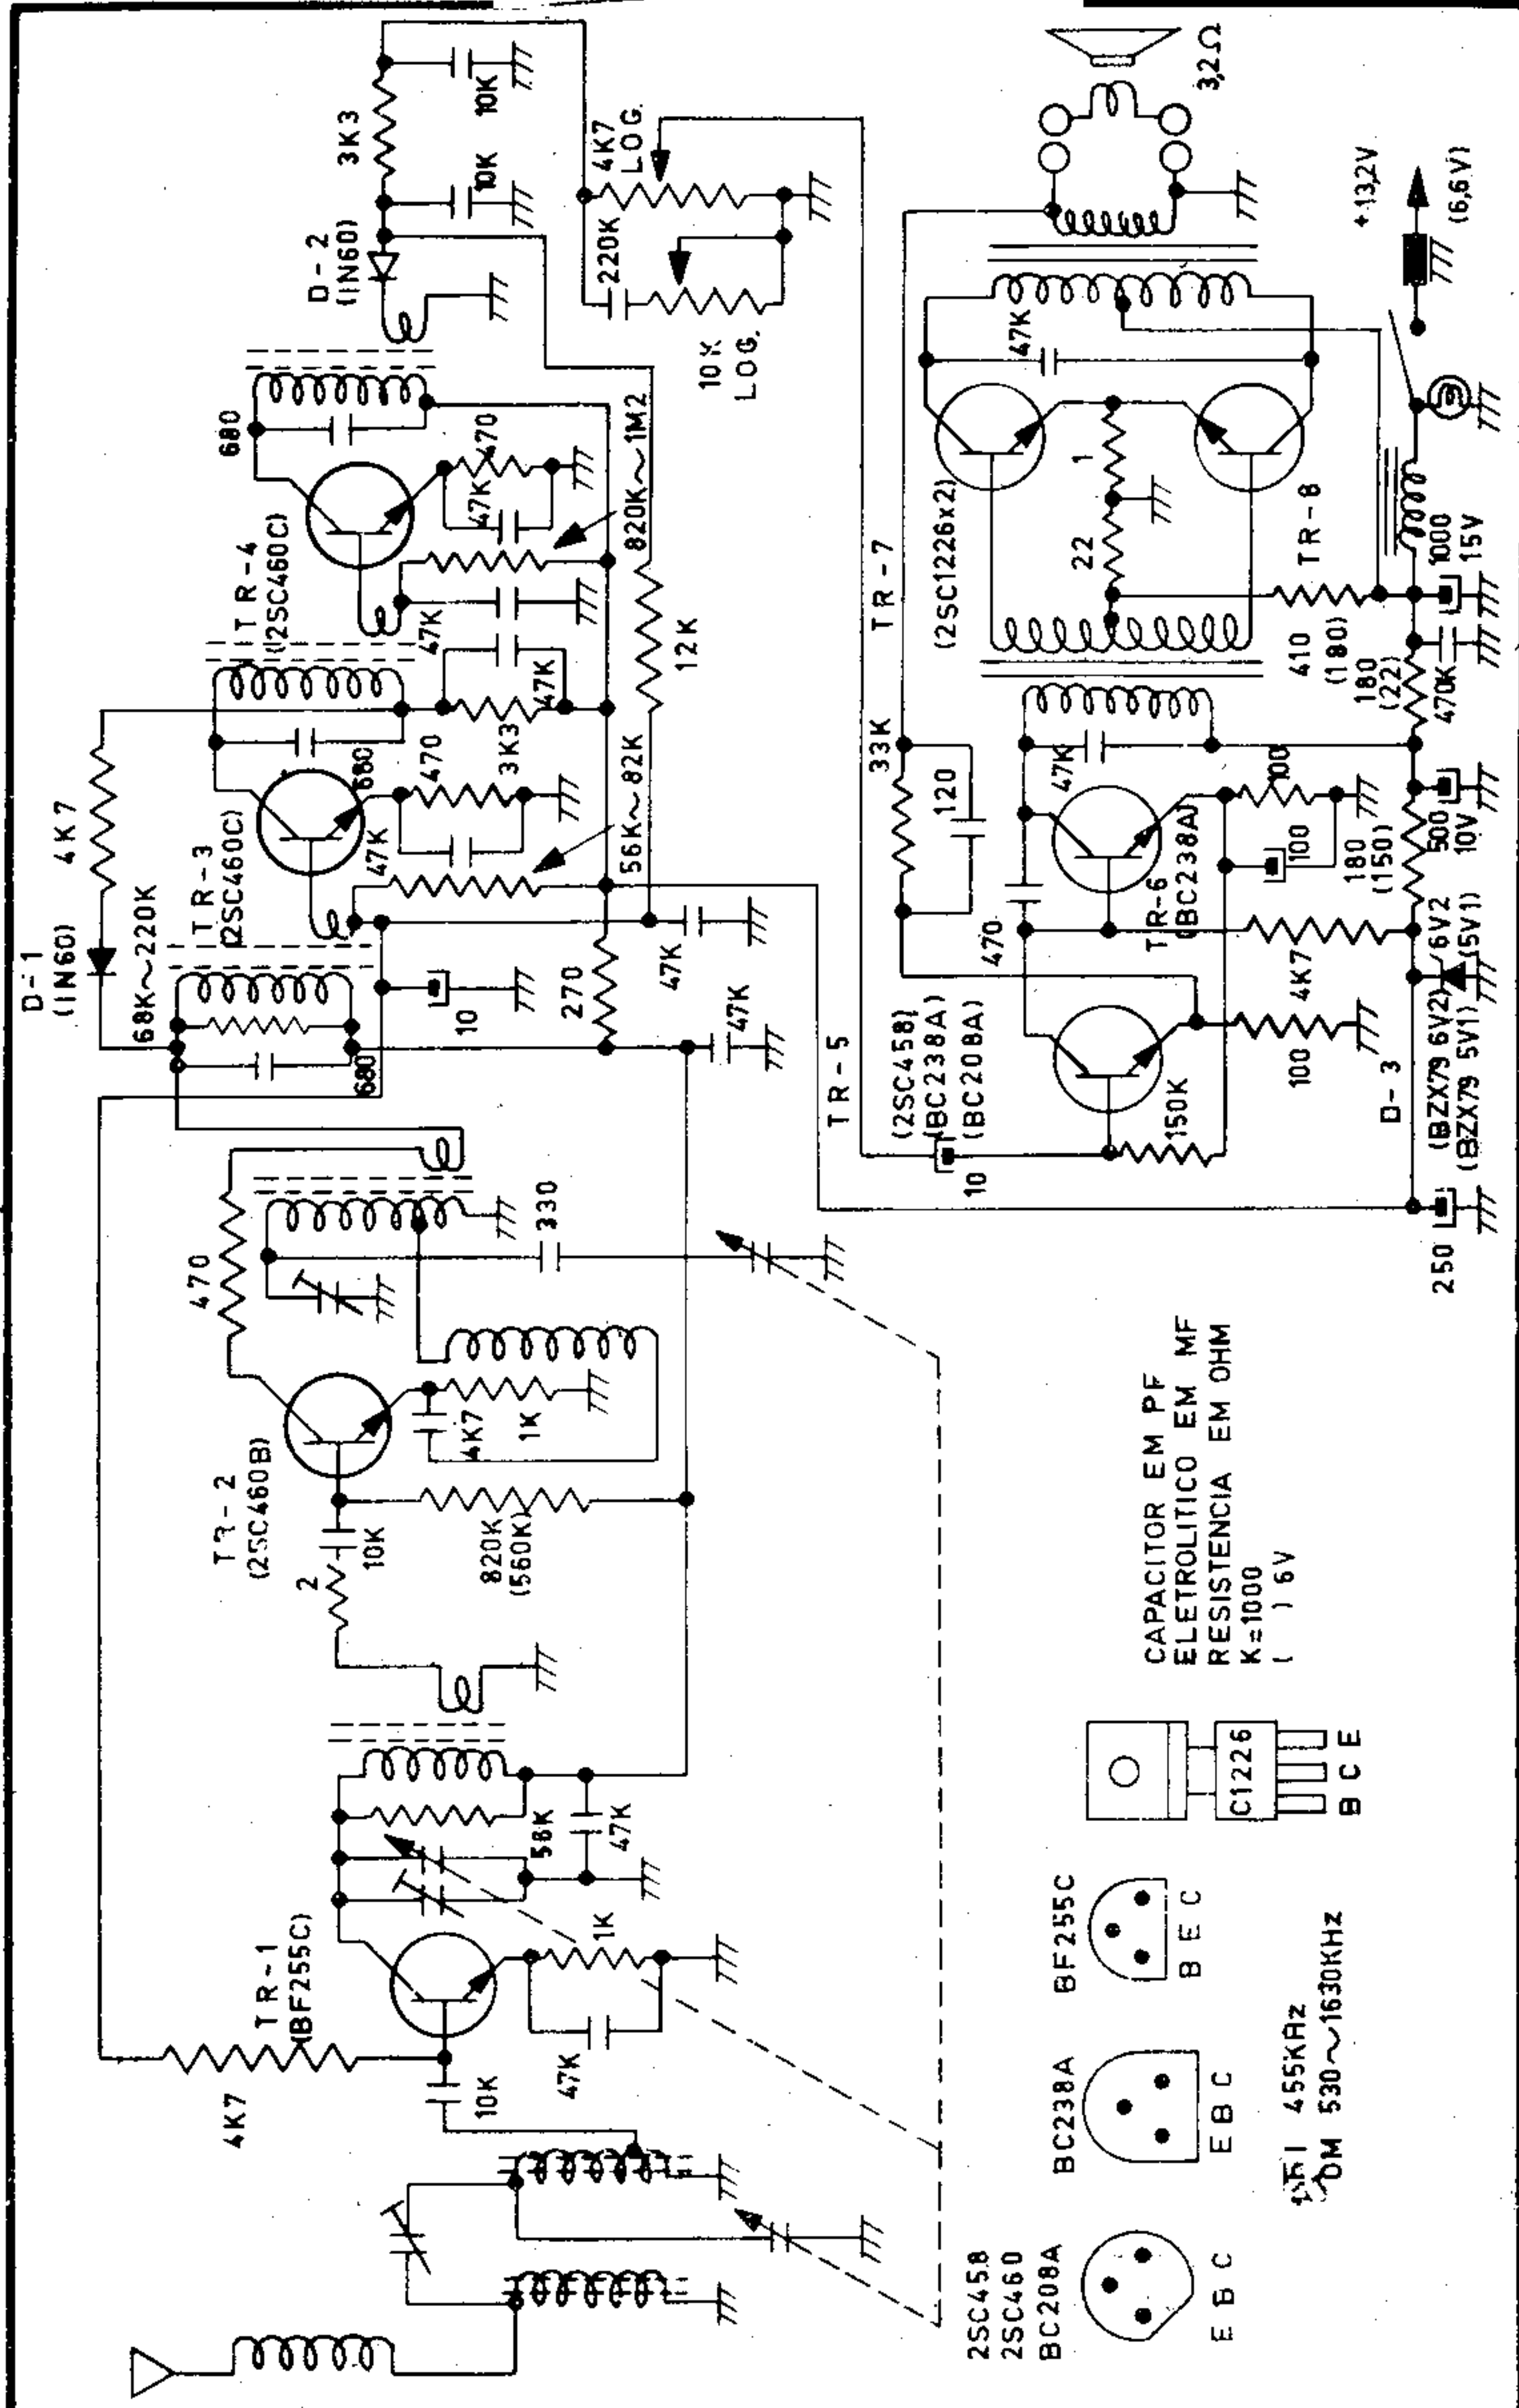 4K7
TR-1
(BF255C)
10K
47K
1K
58K
47K
TR-2
(2SC460B)
2
10K
820K
(560K)
4K7
1K
470
330
D-1
(IN60)
4K7
68K~220K
680
TR-3
(2SC460C)
10
270
47K
47K
47K
470
680
3K3
47K
56K~82K
12K
TR-4
(2SC460C)
47K
680
47K
470
820K~1M2
D-2
(IN60)
3K3
10K
10K
220K
4K7
LOG.
10K
LOG.
TR-5
(2SC458)
(BC238A)
(BC208A)
10
150K
100
33K
120
470
TR-6
(BC238A)
4K7
47K
100
100
TR-7
(2SC1226x2)
22
1
47K
TR-8
410
(180)
3,2Ω
+13,2V
(6,6V)
1000
15V
470K
180
(22)
500
10V
180
(150)
6V2
(5V1)
D-3
(BZX79 6V2)
(BZX79 5V1)
250
CAPACITOR EM PF
ELETROLITICO EM MF
RESISTENCIA EM OHM
K=1000
( ) 6V
2SC458
2SC460
BC208A
E B C
BC238A
E B C
BF255C
B E C
C1226
B C E
455KHz
OM 530~1630KHz